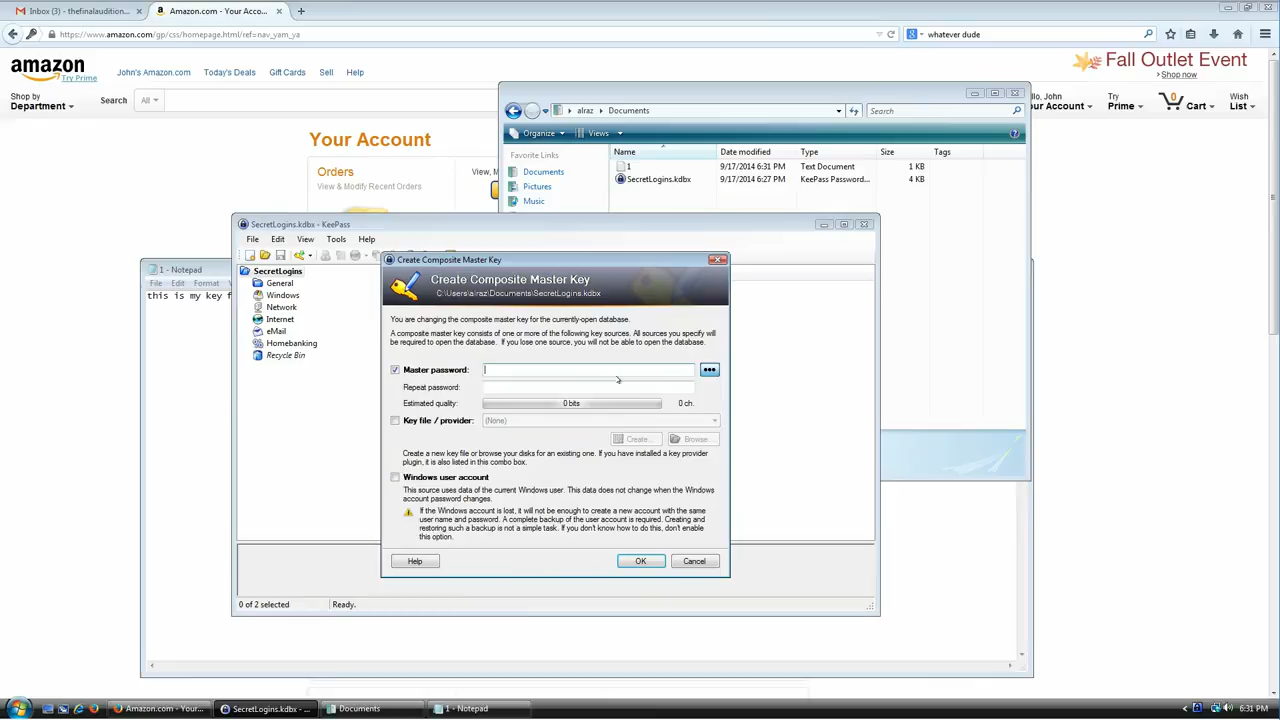 Inbox (3) - thefinalaudition...
Amazon.com - Your Acco...
https://www.amazon.com/gp/css/homepage.html/ref=nav_yam_ya
whatever dude
amazon
Try Prime
John's Amazon.com
Today's Deals
Gift Cards
Sell
Help
Fall Outlet Event
> Shop now
Shop by
Department
Search
All
llo, John
our Account
Try
Prime
0
Cart
Wish
List
Your Account
Orders
View & Modify Recent Orders
View, M
alraz
Documents
Search
Organize
Views
Favorite Links
Documents
Pictures
Music
Name
Date modified
Type
Size
Tags
1
9/17/2014 6:31 PM
Text Document
1 KB
SecretLogins.kdbx
9/17/2014 6:27 PM
KeePass Password...
4 KB
1 - Notepad
File
Edit
Format
this is my key f
SecretLogins.kdbx - KeePass
File
Edit
View
Tools
Help
SecretLogins
General
Windows
Network
Internet
eMail
Homebanking
Recycle Bin
0 of 2 selected
Ready.
Create Composite Master Key
Create Composite Master Key
C:\Users\alraz\Documents\SecretLogins.kdbx
You are changing the composite master key for the currently-open database.
A composite master key consists of one or more of the following key sources. All sources you specify will
be required to open the database. If you lose one source, you will not be able to open the database.
Master password:
Repeat password:
Estimated quality:
0 bits
0 ch.
Key file / provider:
(None)
Create...
Browse...
Create a new key file or browse your disks for an existing one. If you have installed a key provider
plugin, it is also listed in this combo box.
Windows user account
This source uses data of the current Windows user. This data does not change when the Windows
account password changes.
If the Windows account is lost, it will not be enough to create a new account with the same
user name and password. A complete backup of the user account is required. Creating and
restoring such a backup is not a simple task. If you don't know how to do this, don't enable
this option.
Help
OK
Cancel
Amazon.com - Your...
SecretLogins.kdbx - ...
Documents
1 - Notepad
6:31 PM